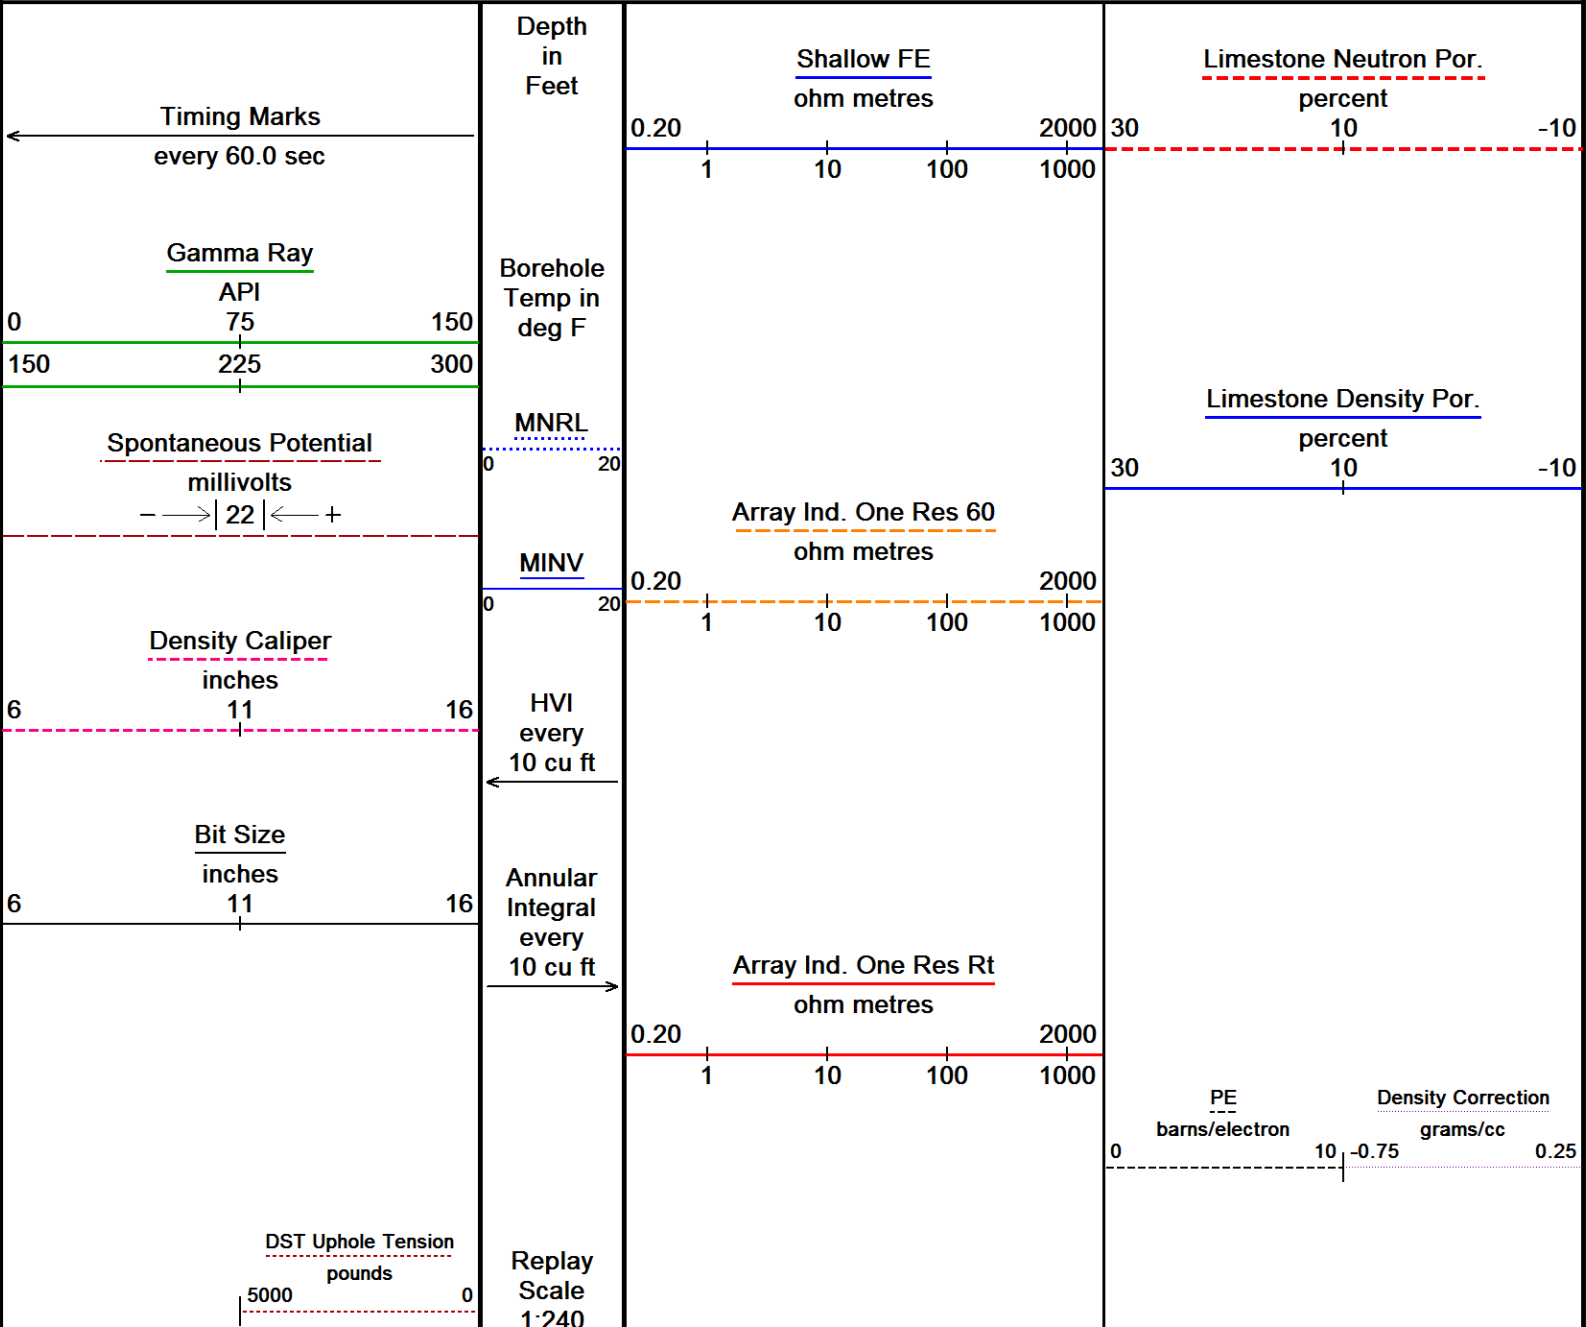 Timing Marks
every 60.0 sec
Gamma Ray
API
0 75 150
150 225 300
Spontaneous Potential
millivolts
− 22 +
Density Caliper
inches
6 11 16
Bit Size
inches
6 11 16
DST Uphole Tension
pounds
5000 0
Depth
in
Feet
Borehole
Temp in
deg F
MNRL
0 20
MINV
0 20
HVI
every
10 cu ft
Annular
Integral
every
10 cu ft
Replay
Scale
1:240
Shallow FE
ohm metres
0.20 2000
1 10 100 1000
Array Ind. One Res 60
ohm metres
0.20 2000
1 10 100 1000
Array Ind. One Res Rt
ohm metres
0.20 2000
1 10 100 1000
Limestone Neutron Por.
percent
30 10 -10
Limestone Density Por.
percent
30 10 -10
PE
barns/electron
0 10
Density Correction
grams/cc
-0.75 0.25